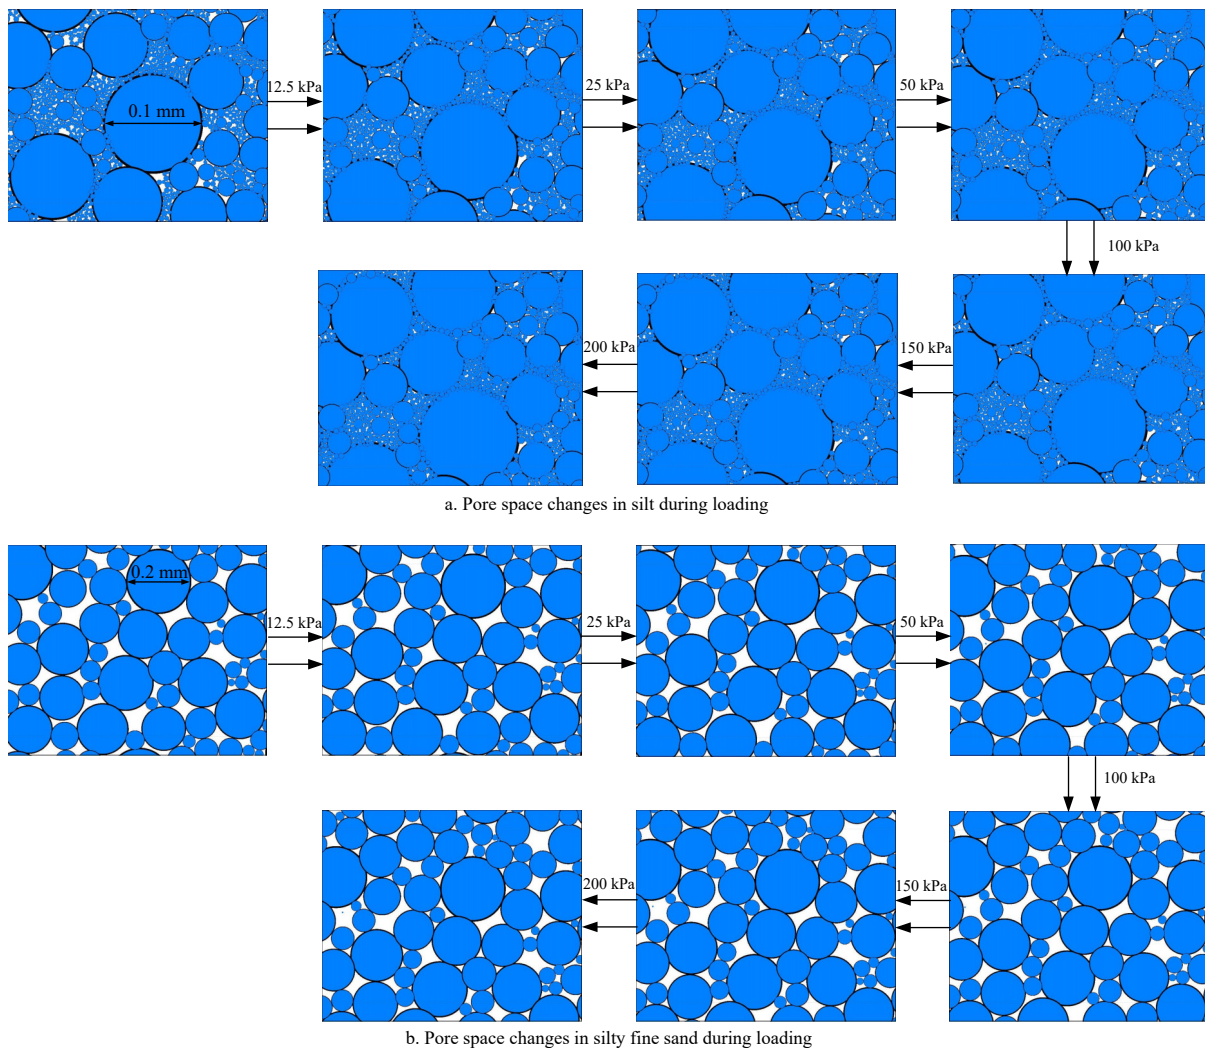 0.1 mm
12.5 kPa
25 kPa
50 kPa
100 kPa
200 kPa
150 kPa
a. Pore space changes in silt during loading
0.2 mm
12.5 kPa
25 kPa
50 kPa
100 kPa
200 kPa
150 kPa
b. Pore space changes in silty fine sand during loading